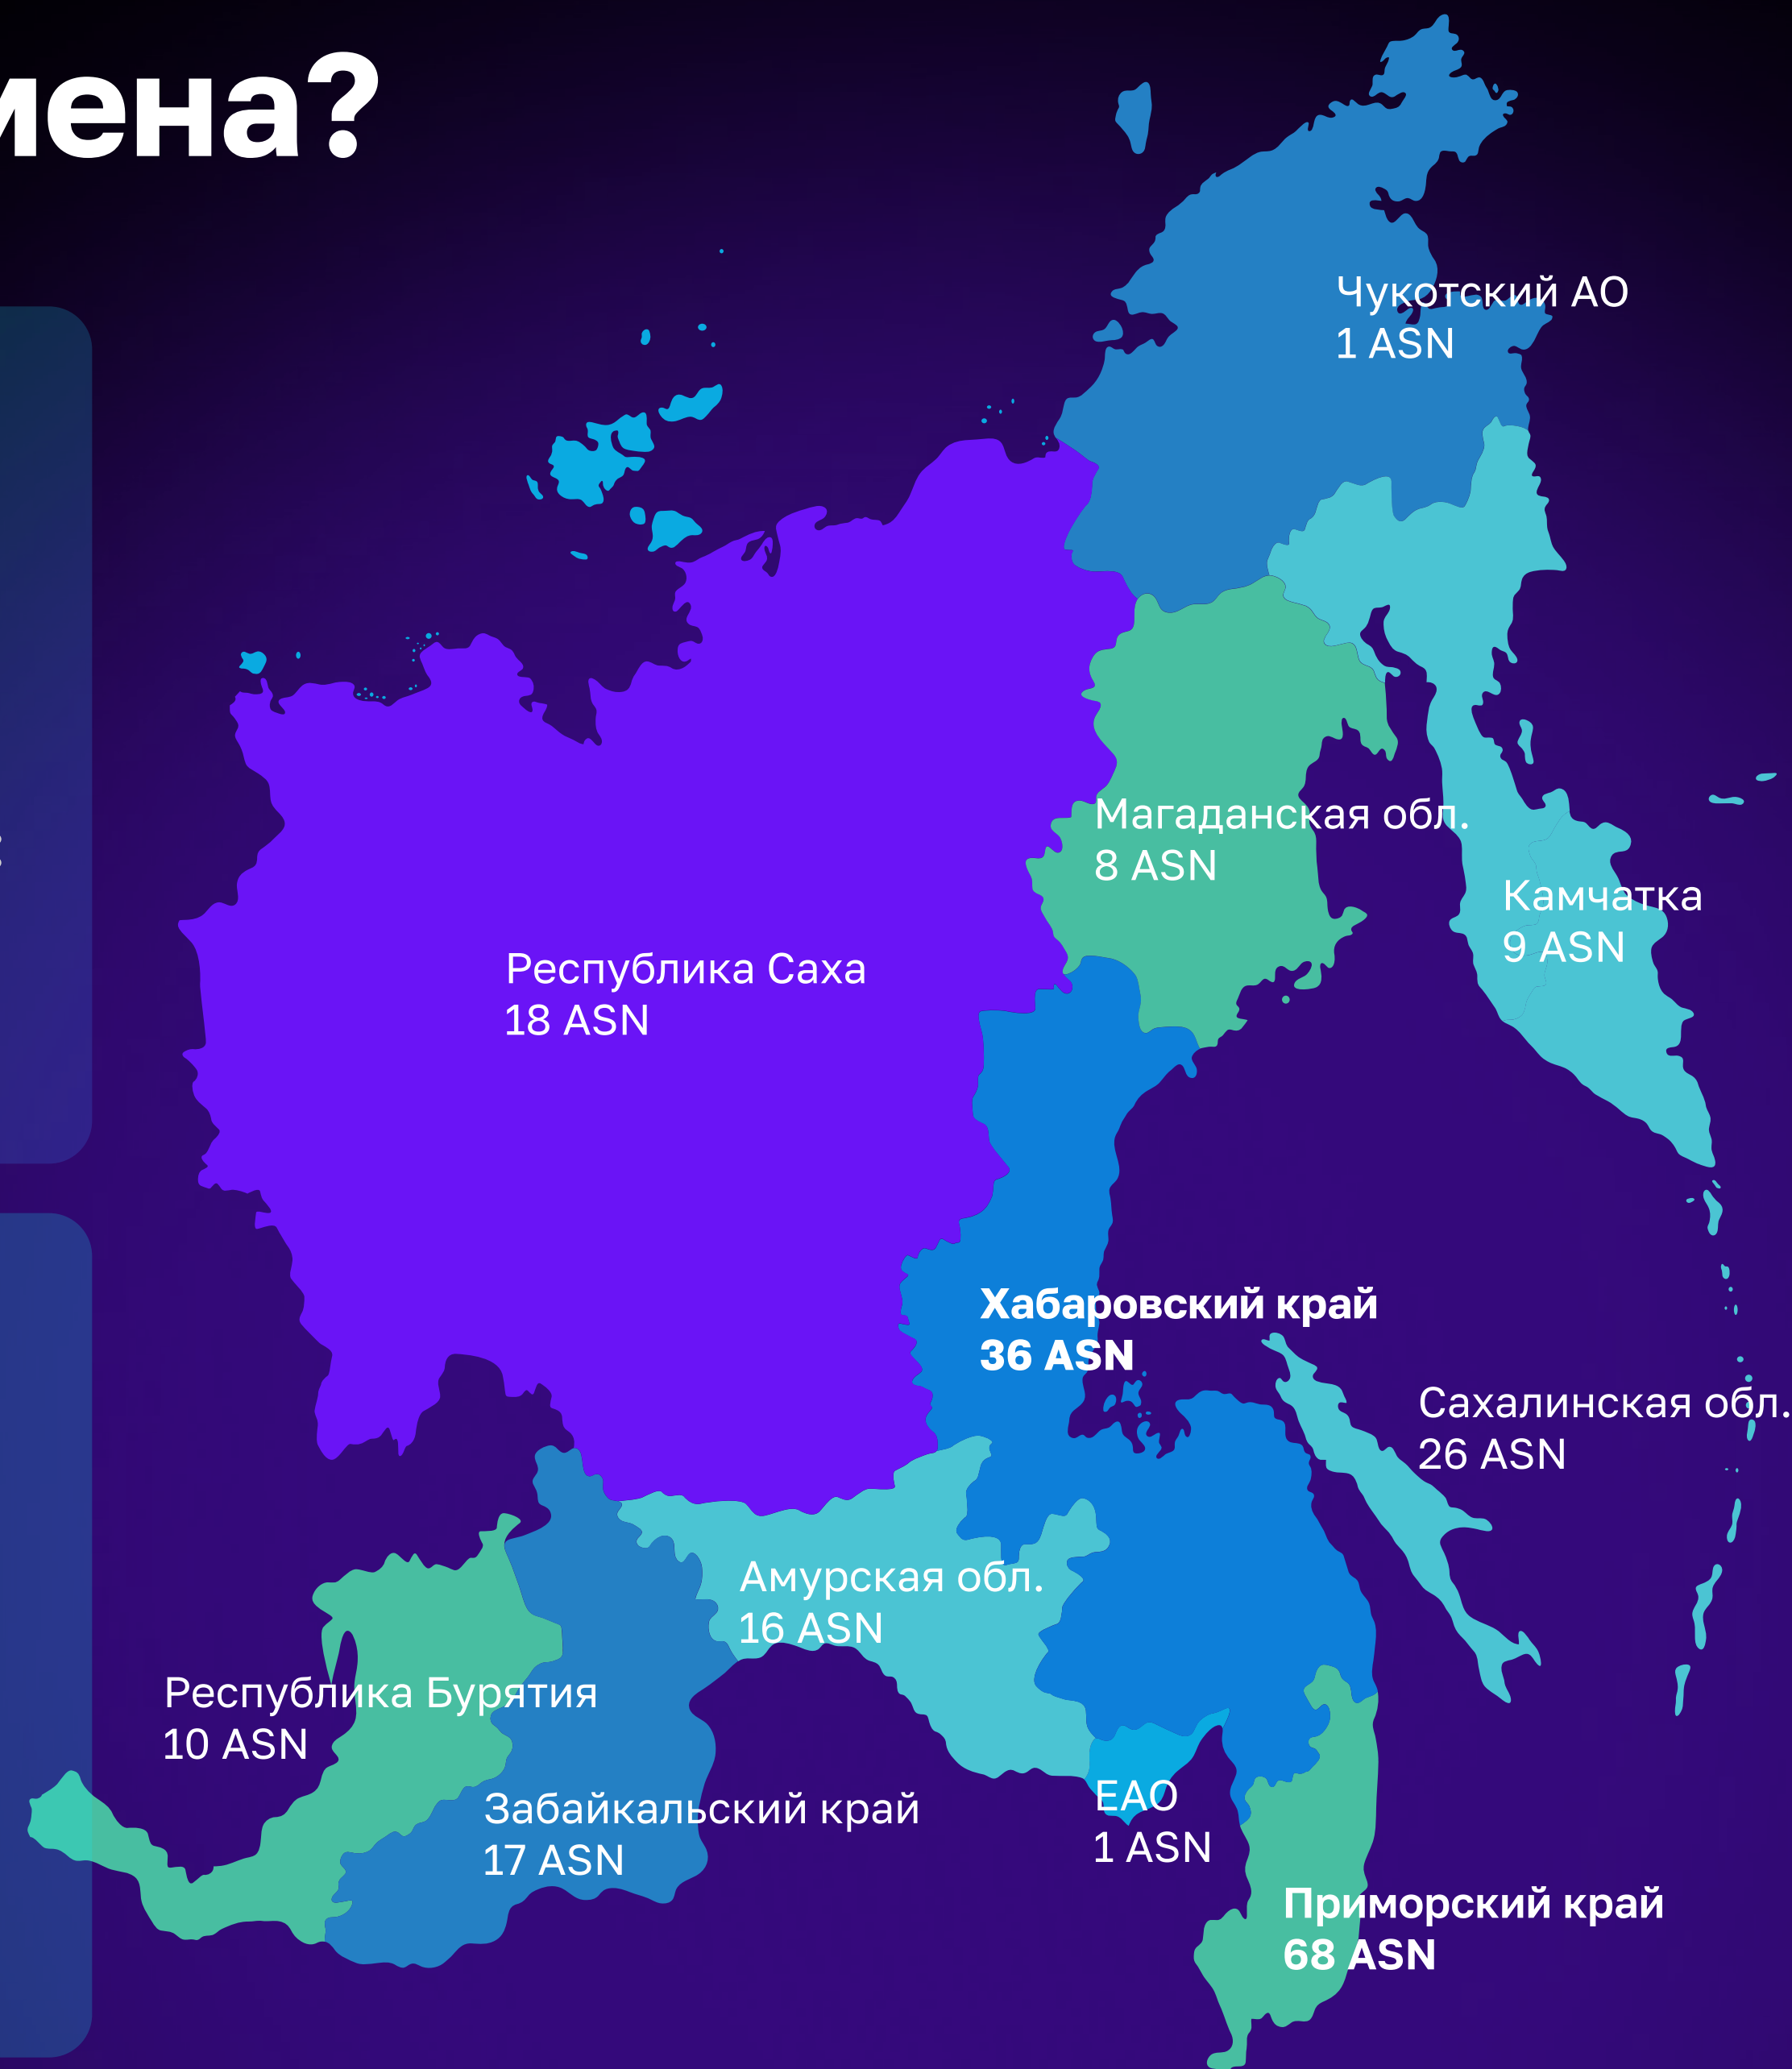 мена?
Чукотский АО
1 ASN
Магаданская обл.
8 ASN
Камчатка
9 ASN
Республика Саха
18 ASN
Хабаровский край
36 ASN
Сахалинская обл.
26 ASN
Амурская обл.
16 ASN
Республика Бурятия
10 ASN
Забайкальский край
17 ASN
ЕАО
1 ASN
Приморский край
68 ASN